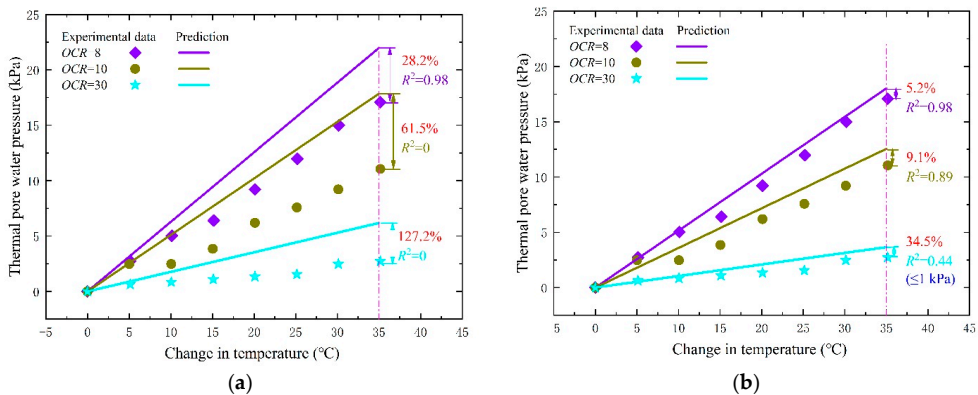 (a)
25
20
15
10
5
0
Thermal pore water pressure (kPa)
Experimental data Prediction
OCR 8
OCR=10
OCR=30
28.2%
R²=0.98
61.5%
R²=0
127.2%
R²=0
−5 0 5 10 15 20 25 30 35 40 45
Change in temperature (℃)
(a)
25
20
15
10
5
0
Thermal pore water pressure (kPa)
Experimental data Prediction
OCR=8
OCR=10
OCR=30
5.2%
R²=0.98
9.1%
R²=0.89
34.5%
R²=0.44
(≤1 kPa)
5 0 5 10 15 20 25 30 35 40 45
Change in temperature (℃)
(b)